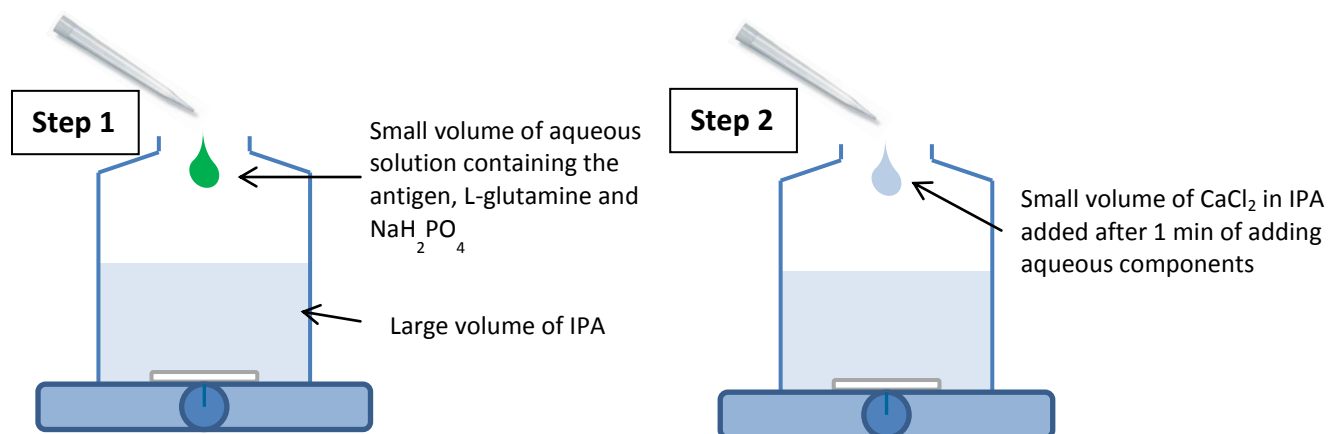 Step 1
Small volume of aqueous
solution containing the
antigen, L-glutamine and
NaH₂PO₄
Large volume of IPA
Step 2
Small volume of CaCl₂ in IPA
added after 1 min of adding
aqueous components